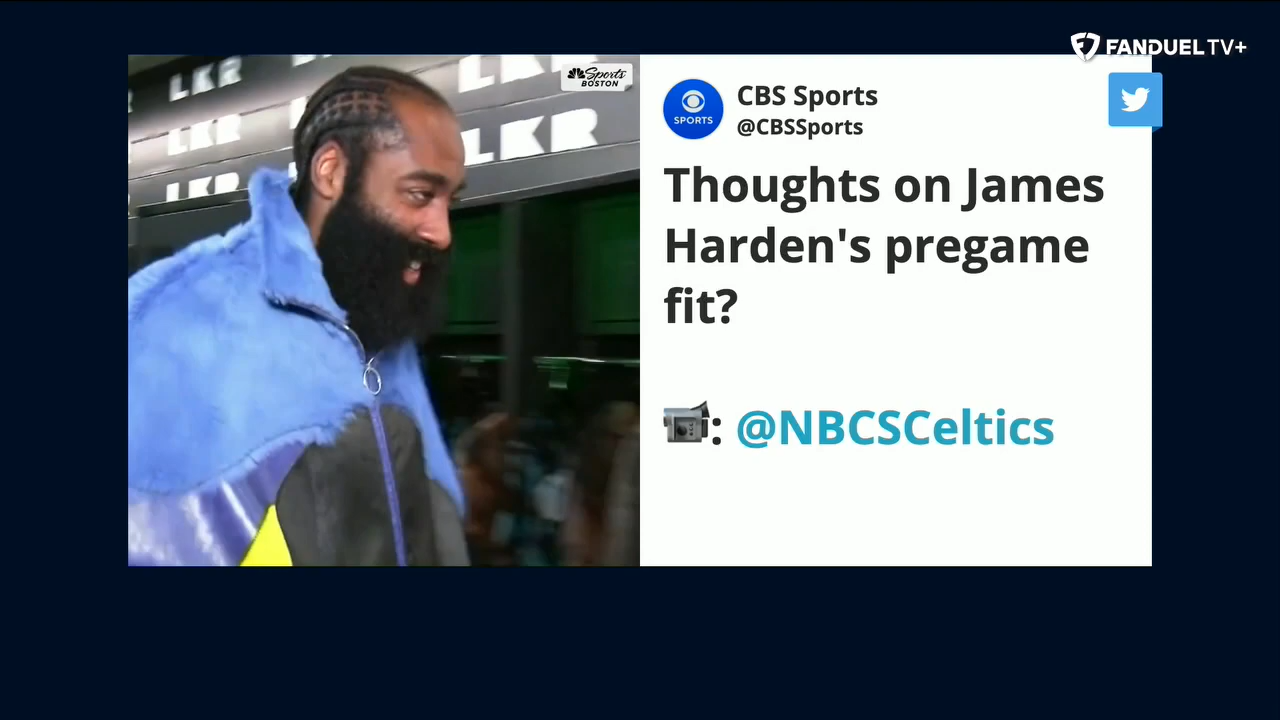 FANDUEL TV+
LKR
LKR
LKR
LKR
LKR
Sports
BOSTON
SPORTS
CBS Sports
@CBSSports
Thoughts on James
Harden's pregame
fit?
: @NBCSCeltics